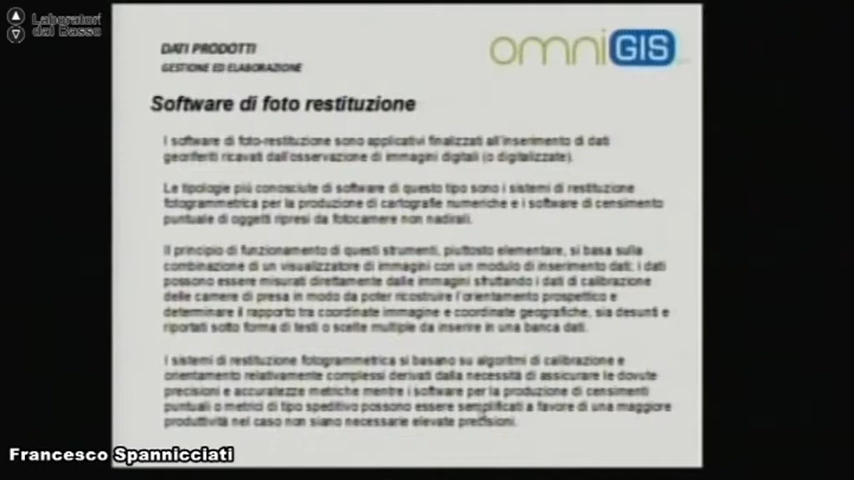 Laboratori
dal Basso
DATI PRODOTTI
GESTIONE ED ELABORAZIONE
omniGIS
Software di foto restituzione
I software di foto-restituzione sono applicativi finalizzati all'inserimento di dati
georiferiti ricavati dall'osservazione di immagini digitali (o digitalizzate).
Le tipologie più conosciute di software di questo tipo sono i sistemi di restituzione
fotogrammetrica per la produzione di cartografie numeriche e i software di censimento
puntuale di oggetti ripresi da fotocamere non nadirali.
Il principio di funzionamento di questi strumenti, piuttosto elementare, si basa sulla
combinazione di un visualizzatore di immagini con un modulo di inserimento dati; i dati
possono essere misurati direttamente dalle immagini sfruttando i dati di calibrazione
delle camere di presa in modo da poter ricostruire l'orientamento prospettico e
determinare il rapporto tra coordinate immagine e coordinate geografiche, sia desunti e
riportati sotto forma di testi o scelte multiple da inserire in una banca dati.
I sistemi di restituzione fotogrammetrica si basano su algoritmi di calibrazione e
orientamento relativamente complessi derivati dalla necessità di assicurare le dovute
precisioni e accuratezze metriche mentre i software per la produzione di censimenti
puntuali o metrici di tipo speditivo possono essere semplificati a favore di una maggiore
produttività nel caso non siano necessarie elevate precisioni.
Francesco Spannicciati